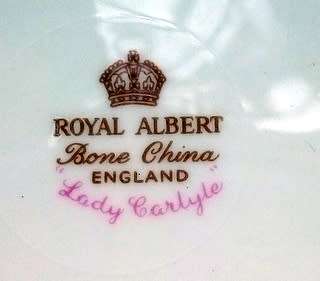 ROYAL ALBERT
Bone China
ENGLAND
"Lady Carlyle"